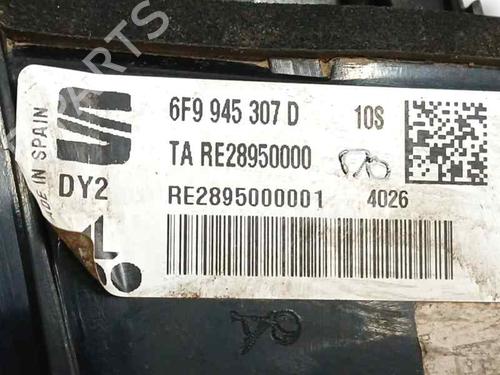 MADE IN SPAIN
6F9 945 307 D 10S
TA RE28950000
DY2
RE2895000001 4026
L